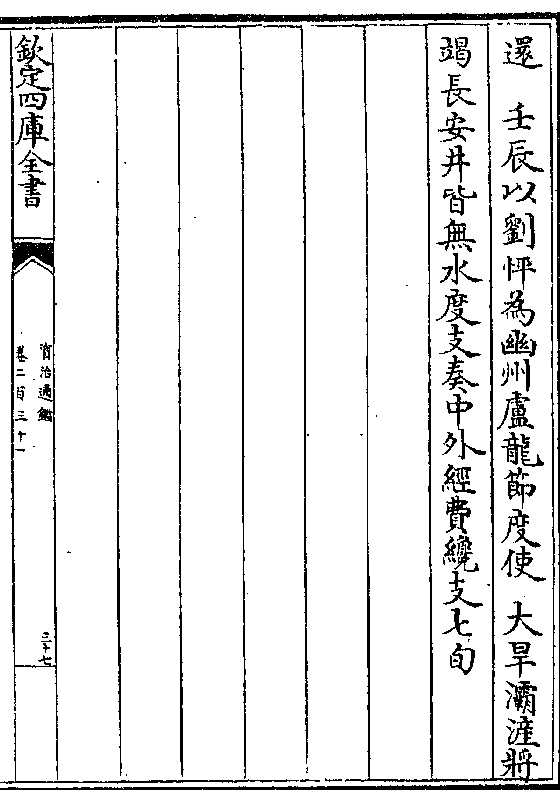 還　壬辰以劉怦為幽州盧龍節度使　大旱灞滻將
竭長安井皆無水度支奏中外經費纔支七旬
欽定四庫全書
資治通鑑
卷二百三十一
三十七